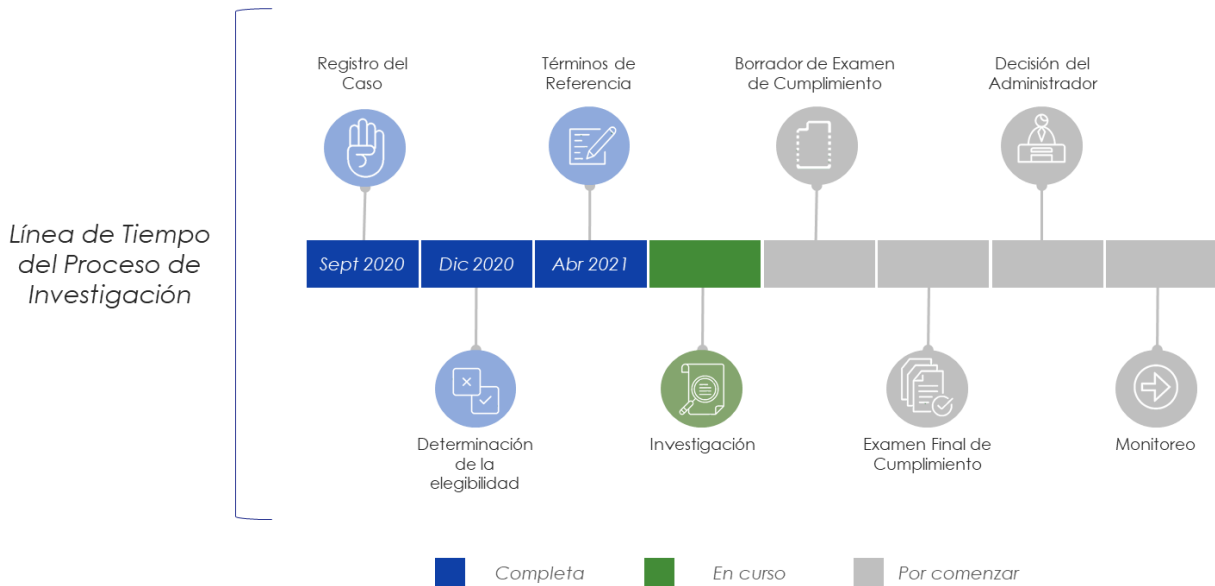 Línea de Tiempo
del Proceso de
Investigación
Registro del
Caso
Términos de
Referencia
Borrador de Examen
de Cumplimiento
Decisión del
Administrador
Sept 2020
Dic 2020
Abr 2021
Determinación
de la
elegibilidad
Investigación
Examen Final de
Cumplimiento
Monitoreo
Completa
En curso
Por comenzar